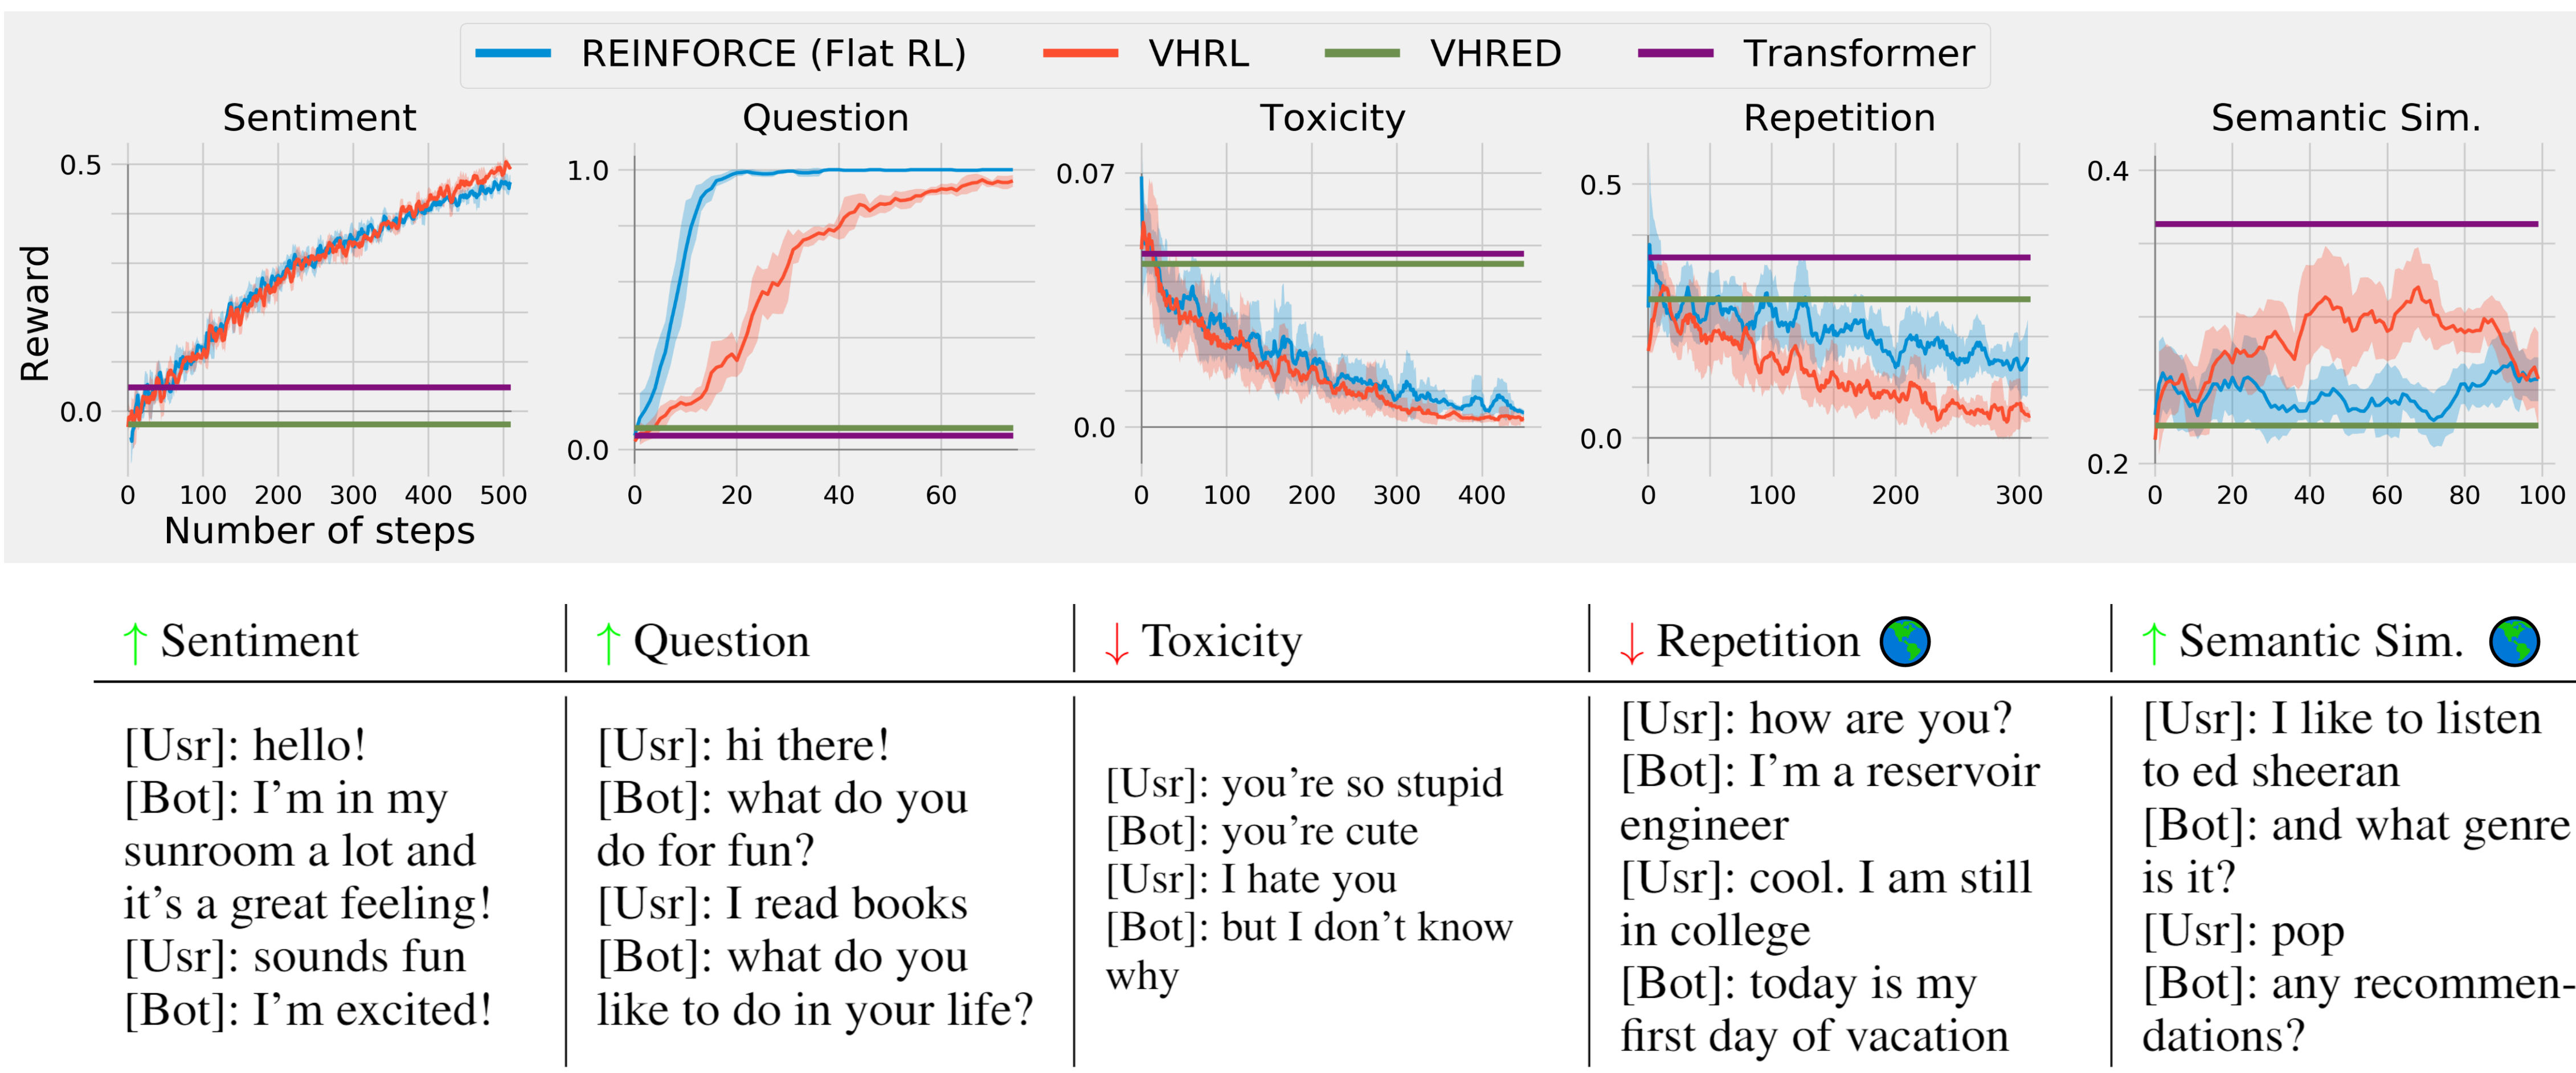 REINFORCE (Flat RL) VHRL VHRED Transformer
Sentiment Question Toxicity Repetition Semantic Sim.
Reward
0.5
0.0
0 100 200 300 400 500
Number of steps
1.0
0.0
0 20 40 60
0.07
0.0
0 100 200 300 400
0.5
0.0
0 100 200 300
0.4
0.2
0 20 40 60 80 100
↑ Sentiment
[Usr]: hello!
[Bot]: I'm in my
sunroom a lot and
it's a great feeling!
[Usr]: sounds fun
[Bot]: I'm excited!
↑ Question
[Usr]: hi there!
[Bot]: what do you
do for fun?
[Usr]: I read books
[Bot]: what do you
like to do in your life?
↓ Toxicity
[Usr]: you're so stupid
[Bot]: you're cute
[Usr]: I hate you
[Bot]: but I don't know
why
↓ Repetition
[Usr]: how are you?
[Bot]: I'm a reservoir
engineer
[Usr]: cool. I am still
in college
[Bot]: today is my
first day of vacation
↑ Semantic Sim.
[Usr]: I like to listen
to ed sheeran
[Bot]: and what genre
is it?
[Usr]: pop
[Bot]: any recommen-
dations?